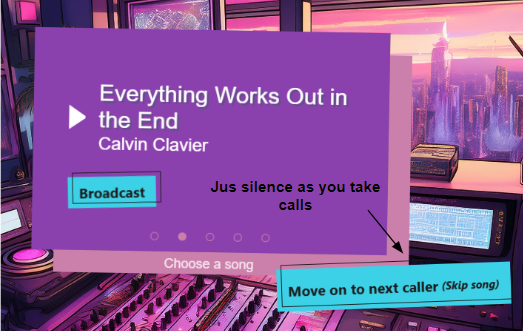 Everything Works Out in
the End
Calvin Clavier
Broadcast
Jus silence as you take
calls
Choose a song
Move on to next caller (Skip song)